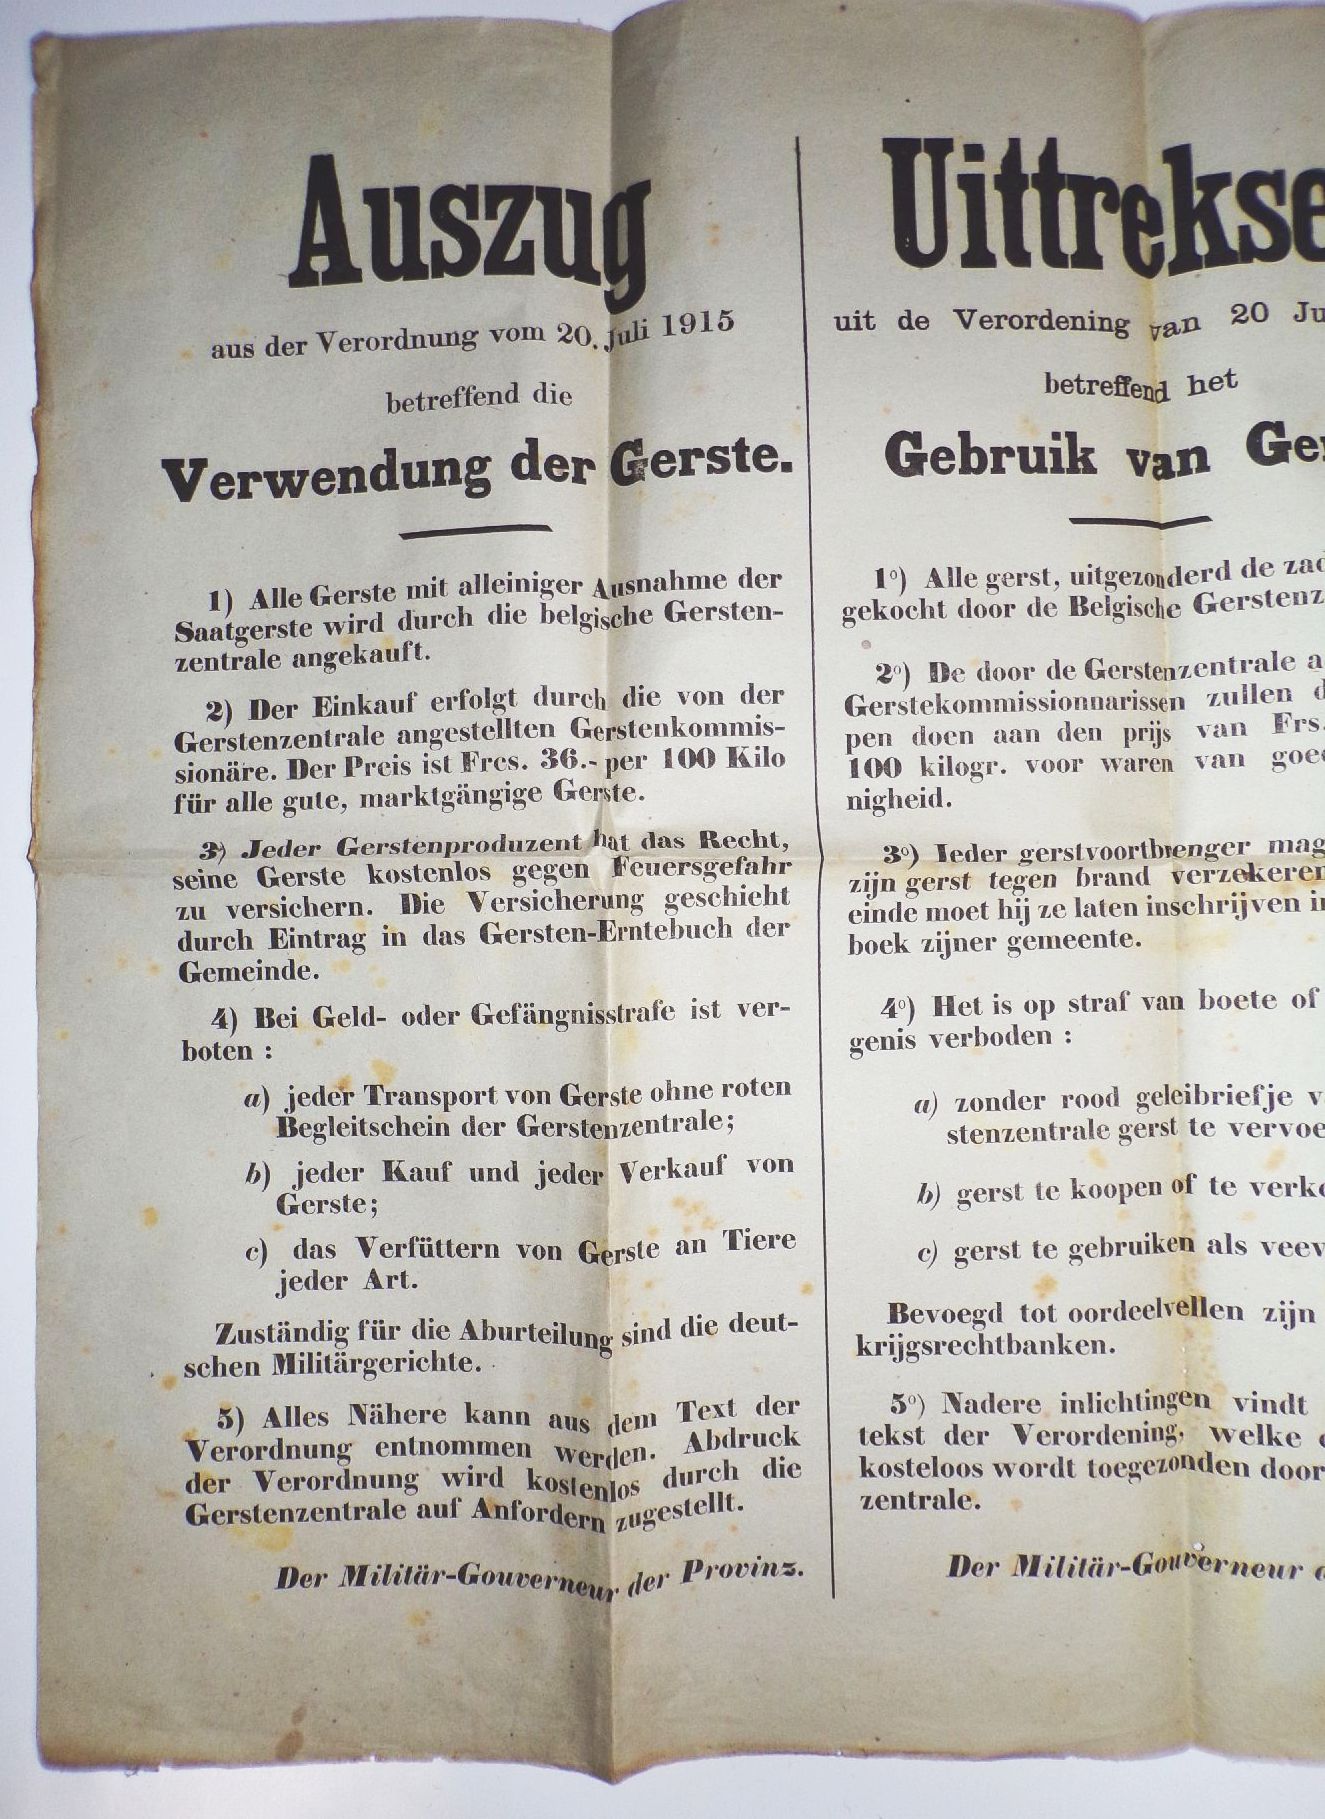 Auszug
aus der Verordnung vom 20. Juli 1915
betreffend die
Verwendung der Gerste.
1) Alle Gerste mit alleiniger Ausnahme der
Saatgerste wird durch die belgische Gersten-
zentrale angekauft.
2) Der Einkauf erfolgt durch die von der
Gerstenzentrale angestellten Gerstenkommis-
sionäre. Der Preis ist Frcs. 36.- per 100 Kilo
für alle gute, marktgängige Gerste.
3) Jeder Gerstenproduzent hat das Recht,
seine Gerste kostenlos gegen Feuersgefahr
zu versichern. Die Versicherung geschieht
durch Eintrag in das Gersten-Erntebuch der
Gemeinde.
4) Bei Geld- oder Gefängnisstrafe ist ver-
boten :
a) jeder Transport von Gerste ohne roten
Begleitschein der Gerstenzentrale;
b) jeder Kauf und jeder Verkauf von
Gerste;
c) das Verfüttern von Gerste an Tiere
jeder Art.
Zuständig für die Aburteilung sind die deut-
schen Militärgerichte.
5) Alles Nähere kann aus dem Text der
Verordnung entnommen werden. Abdruck
der Verordnung wird kostenlos durch die
Gerstenzentrale auf Anfordern zugestellt.
Der Militär-Gouverneur der Provinz.
Uittrekse
uit de Verordening van 20 Ju
betreffend het
Gebruik van Ger
1°) Alle gerst, uitgezonderd de zaa
gekocht door de Belgische Gerstenz
2°) De door de Gerstenzentrale a
Gerstekommissionnarissen zullen d
pen doen aan den prijs van Frs.
100 kilogr. voor waren van goe
nigheid.
3°) Ieder gerstvoortbrenger mag
zijn gerst tegen brand verzekeren
einde moet hij ze laten inschrijven in
boek zijner gemeente.
4°) Het is op straf van boete of
genis verboden :
a) zonder rood geleibriefje v
stenzentrale gerst te vervoe
b) gerst te koopen of te verk
c) gerst te gebruiken als veev
Bevoegd tot oordeelvellen zijn
krijgsrechtbanken.
5°) Nadere inlichtingen vindt
tekst der Verordening, welke
kosteloos wordt toegezonden door
zentrale.
Der Militär-Gouverneur d